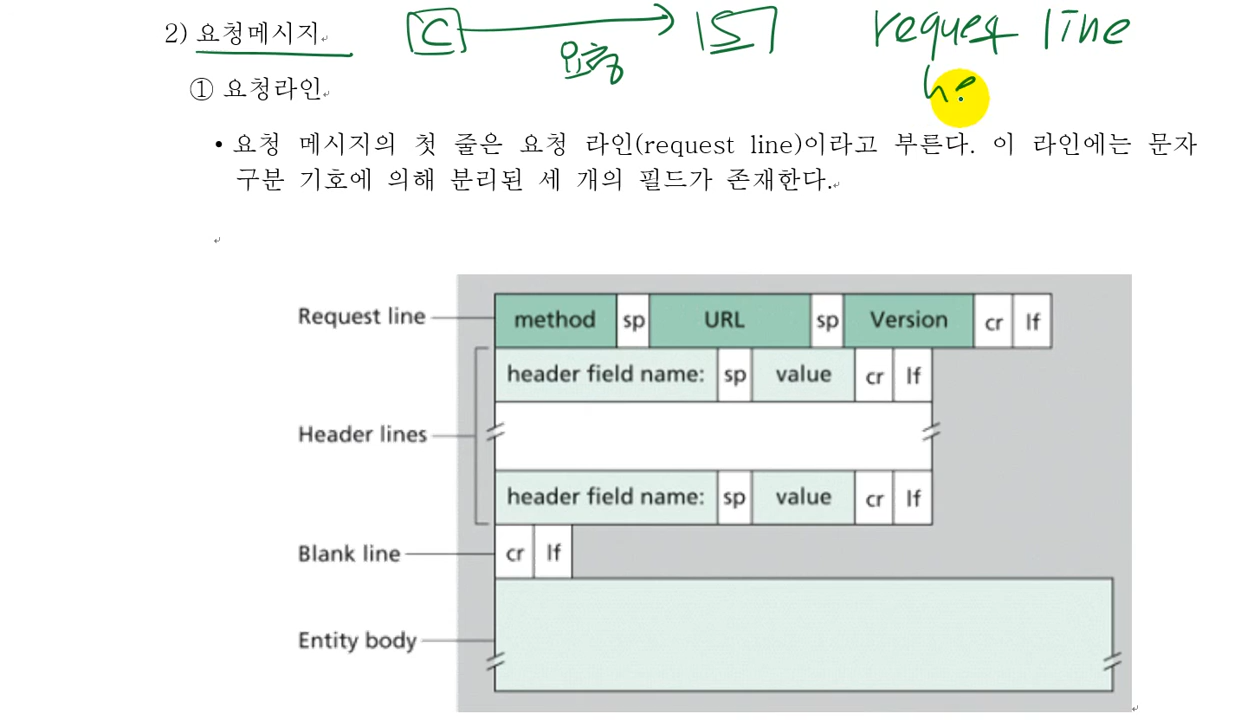 2) 요청메시지
C
요청
S
request line
he
① 요청라인
• 요청 메시지의 첫 줄은 요청 라인(request line)이라고 부른다. 이 라인에는 문자
구분 기호에 의해 분리된 세 개의 필드가 존재한다.
Request line
method sp URL sp Version cr lf
header field name: sp value cr lf
Header lines
header field name: sp value cr lf
Blank line
cr lf
Entity body